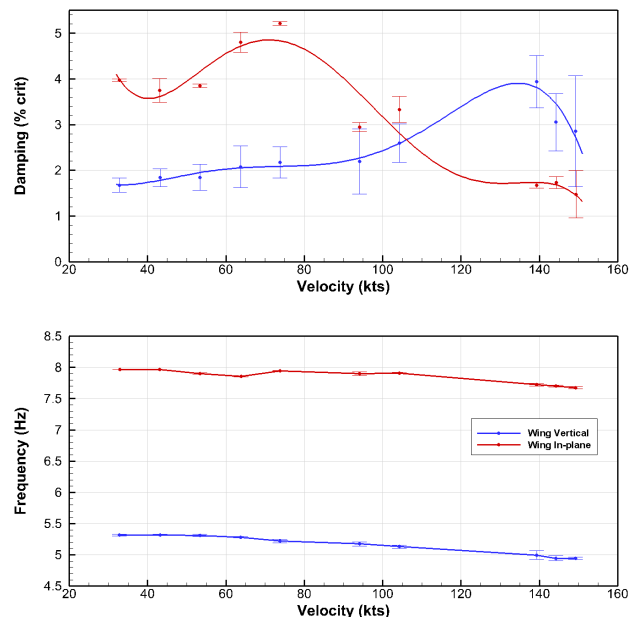 Damping (% crit)
5
4
3
2
1
0
20 40 60 80 100 120 140 160
Velocity (kts)
Frequency (Hz)
8.5
8
7.5
7
6.5
6
5.5
5
4.5
Wing Vertical
Wing In-plane
20 40 60 80 100 120 140 160
Velocity (kts)